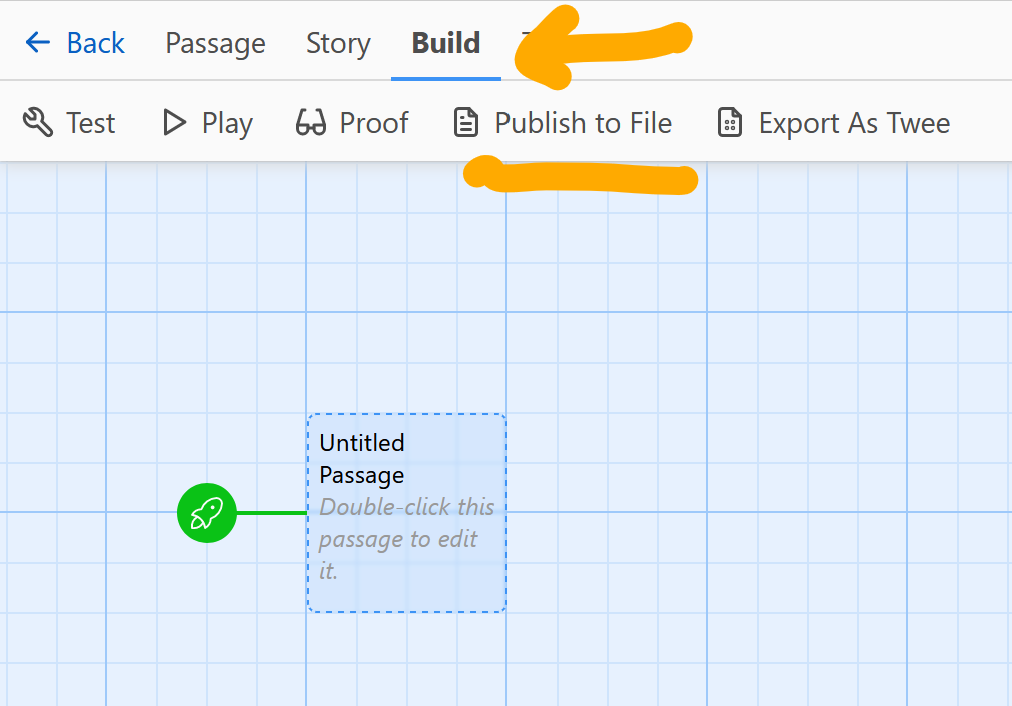 Back Passage Story Build
Test Play Proof Publish to File Export As Twee
Untitled
Passage
Double-click this
passage to edit
it.